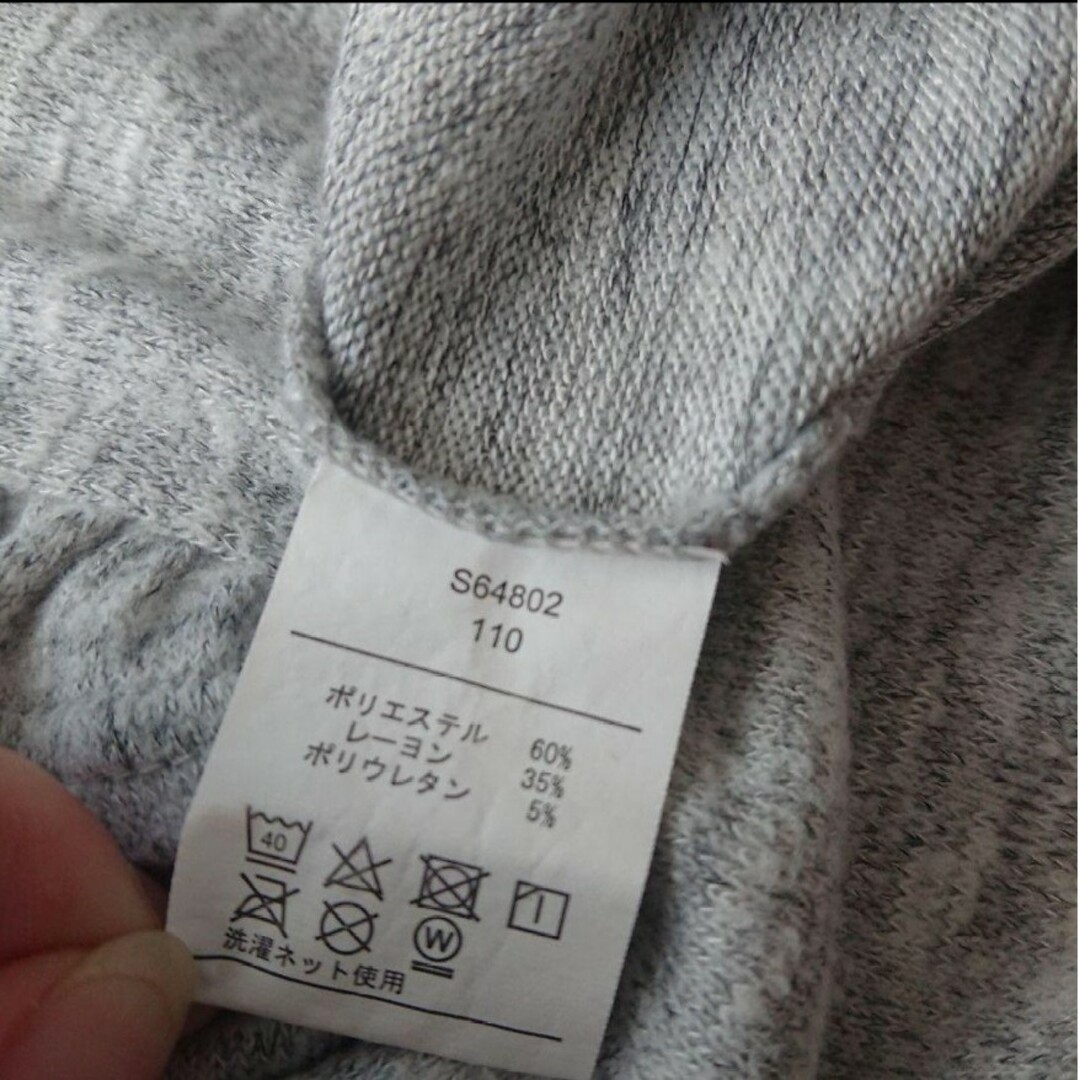 S64802
110
ポリエステル 60%
レーヨン 35%
ポリウレタン 5%
40
W
洗濯ネット使用